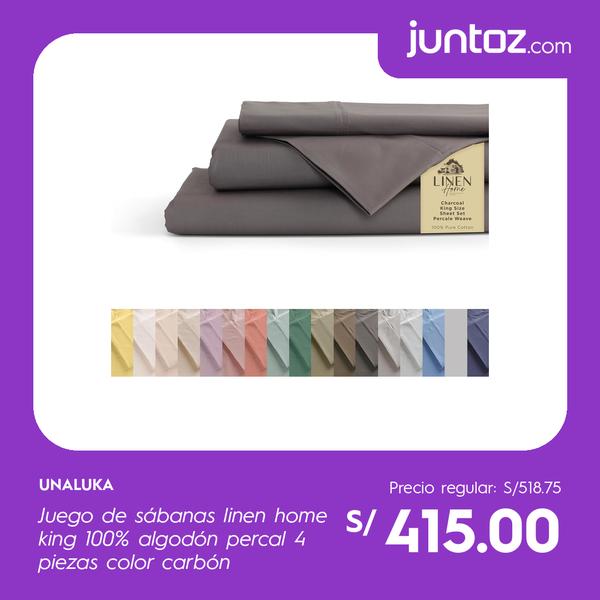 juntoz.com
LINEN
Home
Charcoal
King Size
Sheet Set
Percale Weave
100% Pure Cotton
UNALUKA
Juego de sábanas linen home
king 100% algodón percal 4
piezas color carbón
Precio regular: S/518.75
S/ 415.00